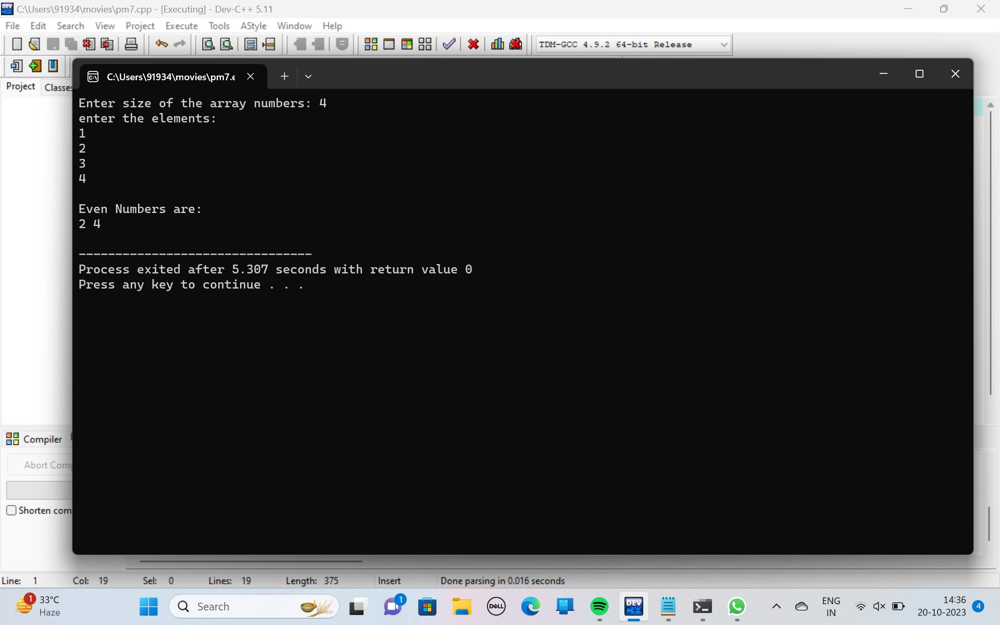 C:\Users\91934\movies\pm7.cpp - [Executing] - Dev-C++ 5.11
File Edit Search View Project Execute Tools AStyle Window Help
TDM-GCC 4.9.2 64-bit Release
C:\Users\91934\movies\pm7.e
Project Classes
Enter size of the array numbers: 4
enter the elements:
1
2
3
4
Even Numbers are:
2 4
--------------------------------
Process exited after 5.307 seconds with return value 0
Press any key to continue . . .
Compiler
Abort Com
Shorten com
Line: 1 Col: 19 Sel: 0 Lines: 19 Length: 375 Insert Done parsing in 0.016 seconds
1 33°C
Haze
Search
1
DELL
DEV
C++
ENG
IN
14:36
20-10-2023
4